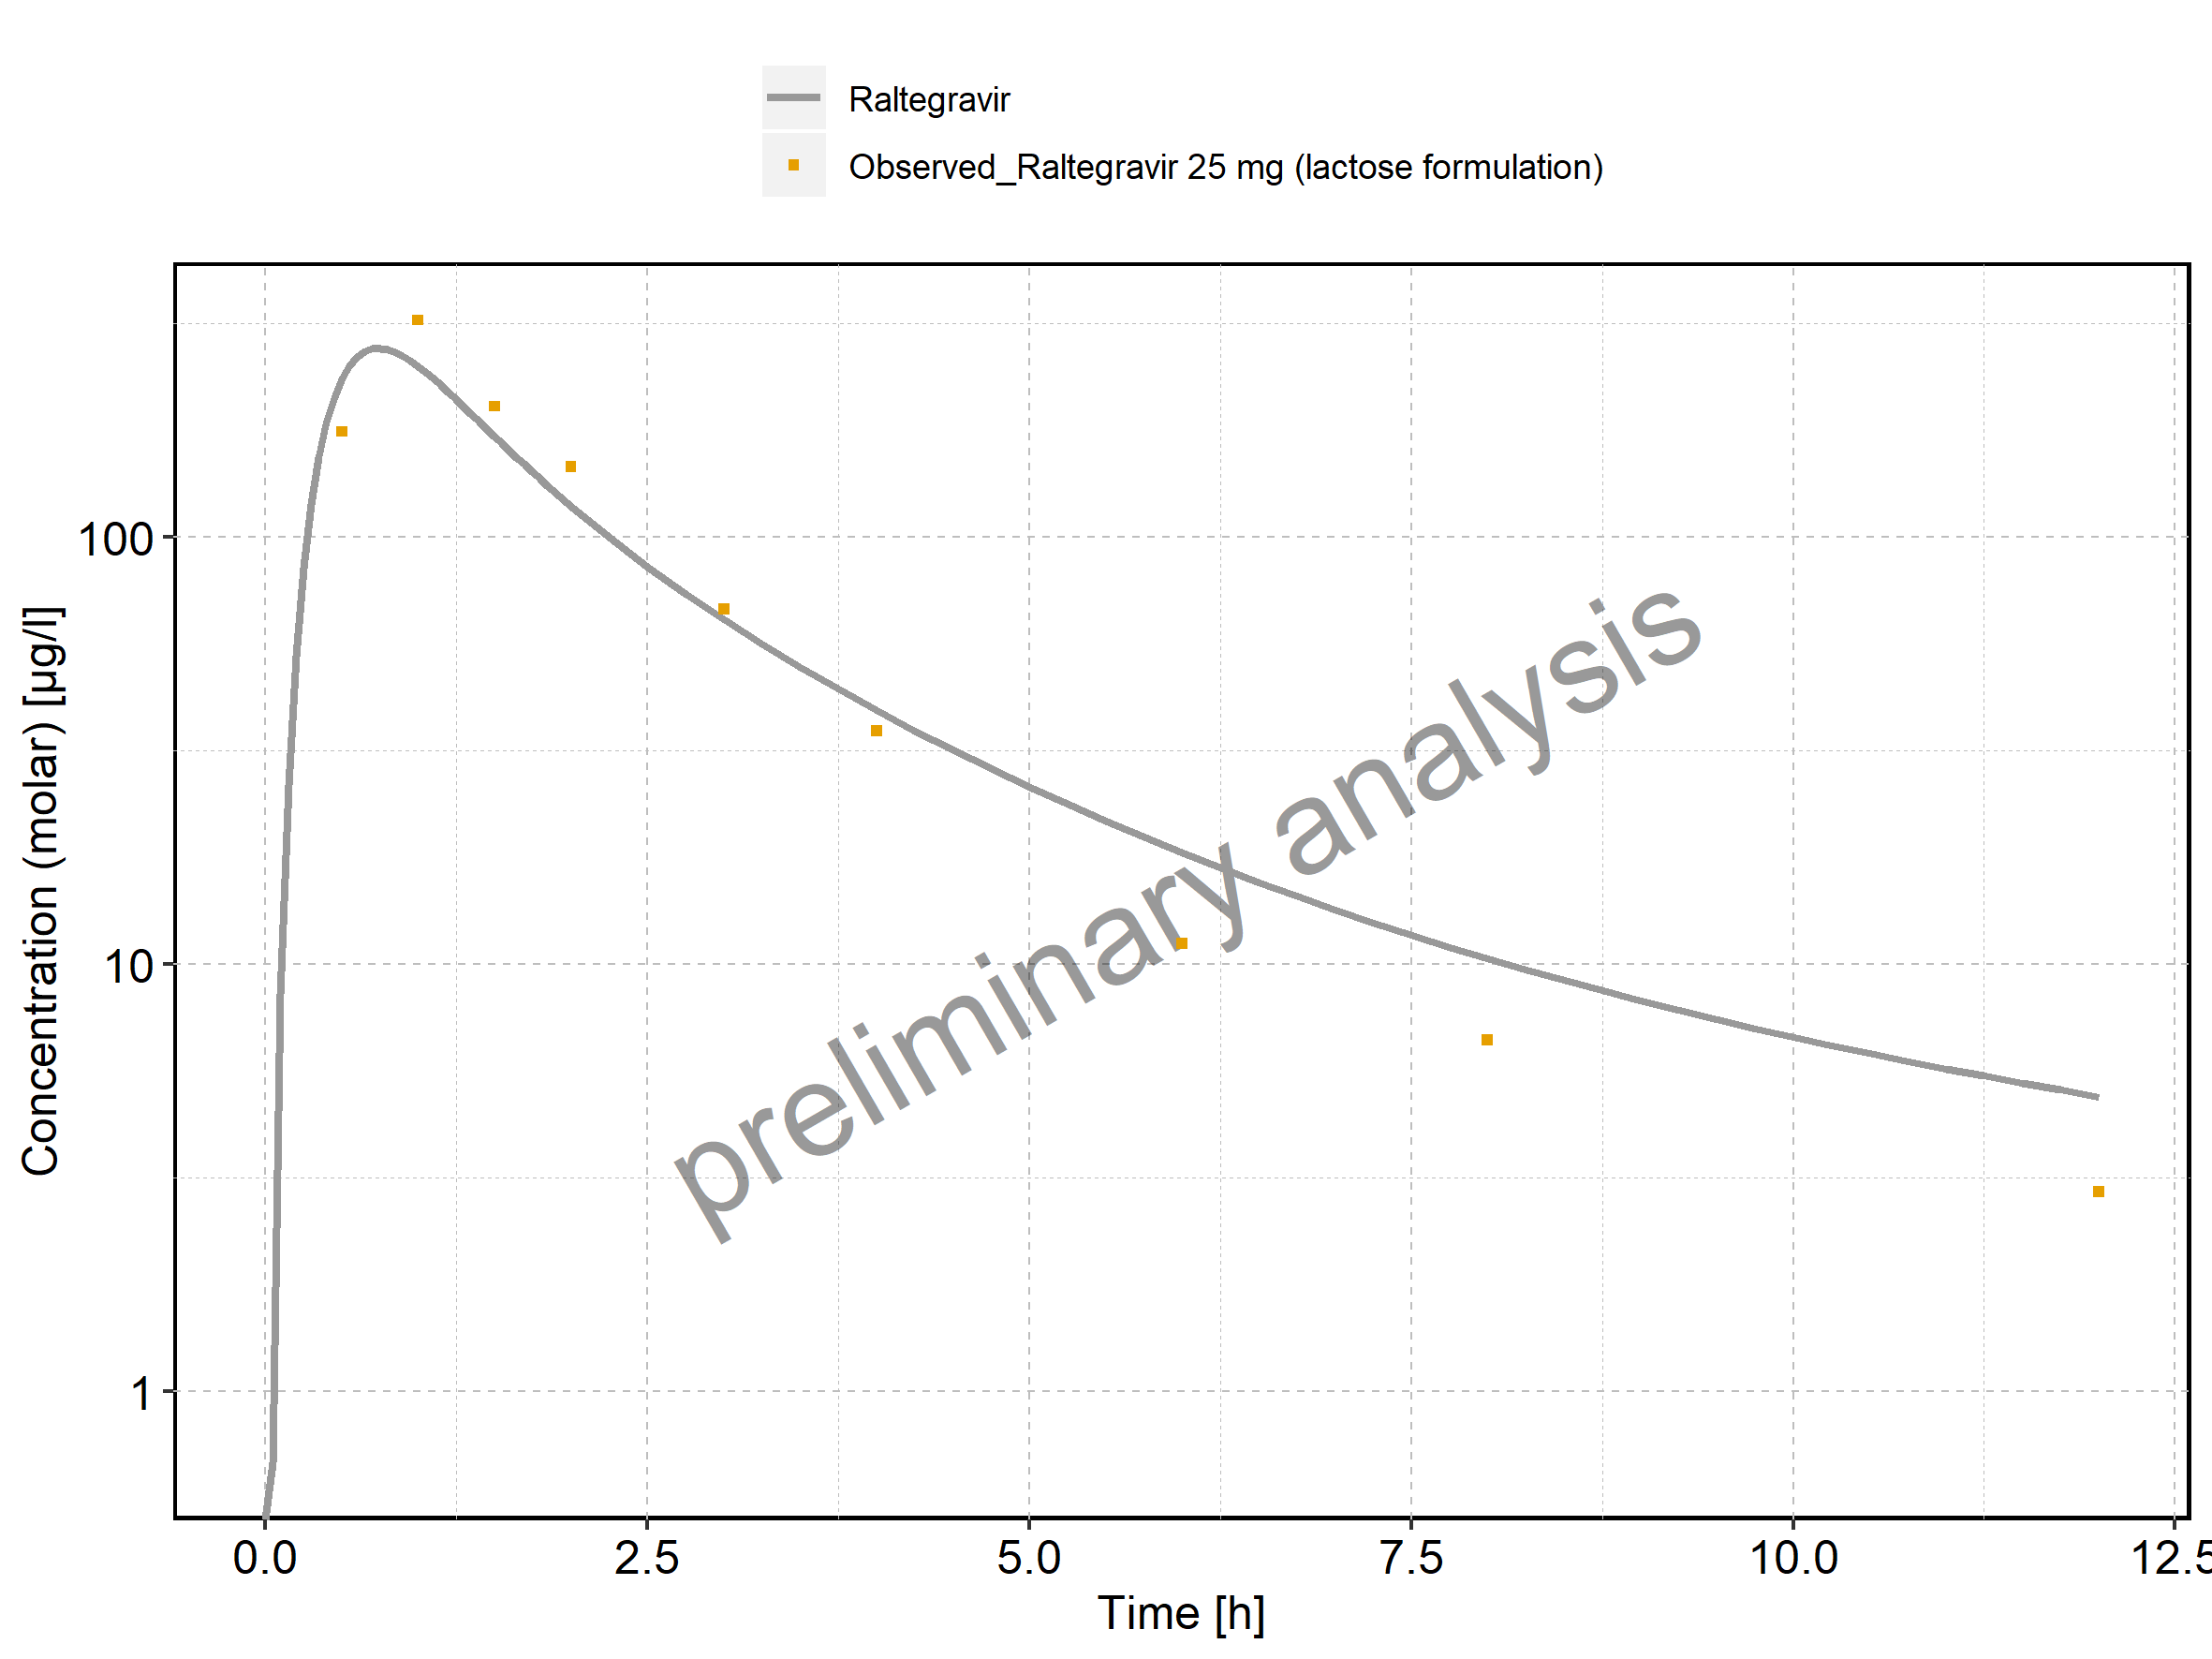 Raltegravir
Observed_Raltegravir 25 mg (lactose formulation)
Concentration (molar) [µg/l]
100
10
1
preliminary analysis
0.0 2.5 5.0 7.5 10.0 12.5
Time [h]